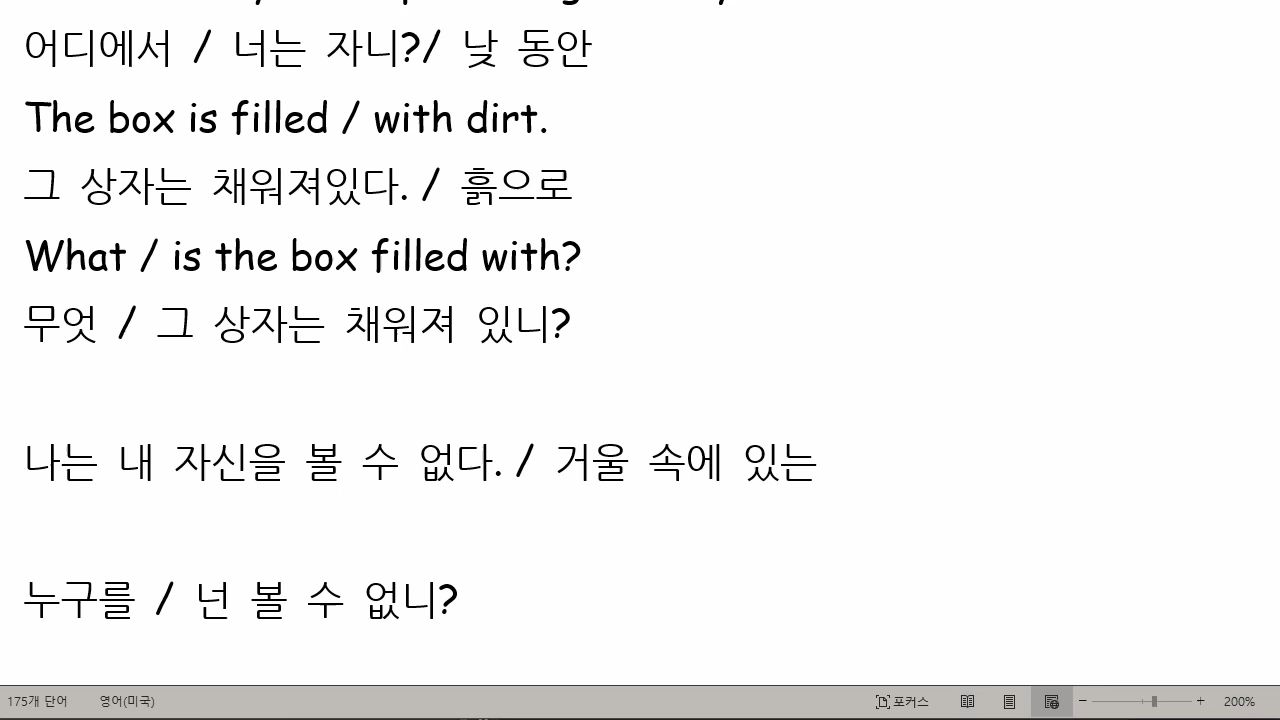 어디에서 / 너는 자니?/ 낮 동안
The box is filled / with dirt.
그 상자는 채워져있다. / 흙으로
What / is the box filled with?
무엇 / 그 상자는 채워져 있니?
나는 내 자신을 볼 수 없다. / 거울 속에 있는
누구를 / 넌 볼 수 없니?
175개 단어 영어(미국) 포커스 200%